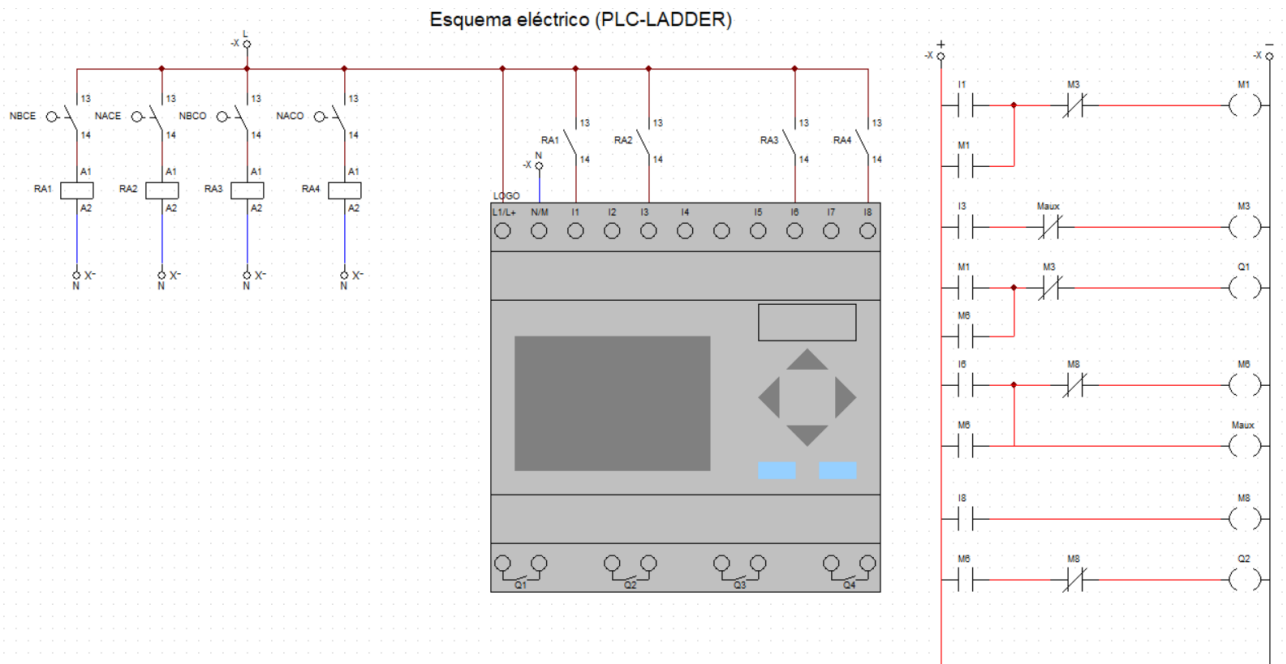 Esquema eléctrico (PLC-LADDER)
L
-X
13 13 13 13
NBCE NACE NBCO NACO
14 14 14 14
A1 A1 A1 A1
RA1 RA2 RA3 RA4
A2 A2 A2 A2
X- X- X- X-
N N N N
13 13 13 13
RA1 RA2 RA3 RA4
14 14 14 14
N
-X
LOGO
L1/L+ N/M I1 I2 I3 I4 I5 I6 I7 I8
Q1 Q2 Q3 Q4
+ −
-X -X
I1 M3 M1
M1
I3 Maux M3
M1 M3 Q1
M6
I6 M8 M6
M6 Maux
I8 M8
M6 M8 Q2